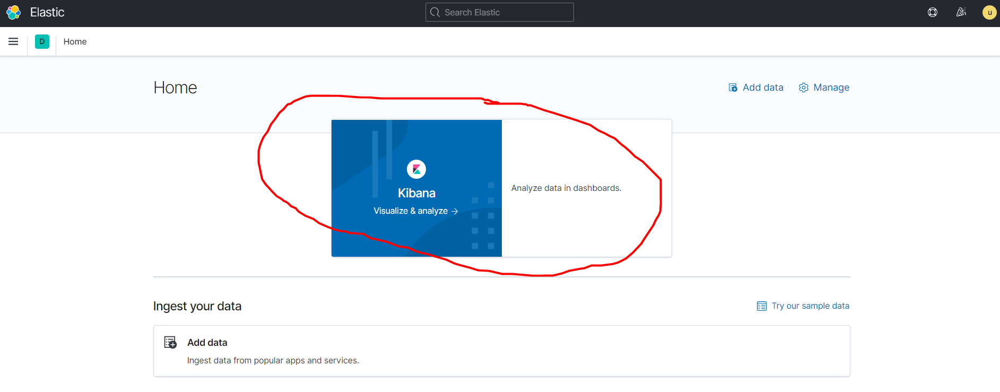 Elastic
Search Elastic
u
D
Home
Home
Add data
Manage
Kibana
Visualize & analyze →
Analyze data in dashboards.
Ingest your data
Try our sample data
Add data
Ingest data from popular apps and services.